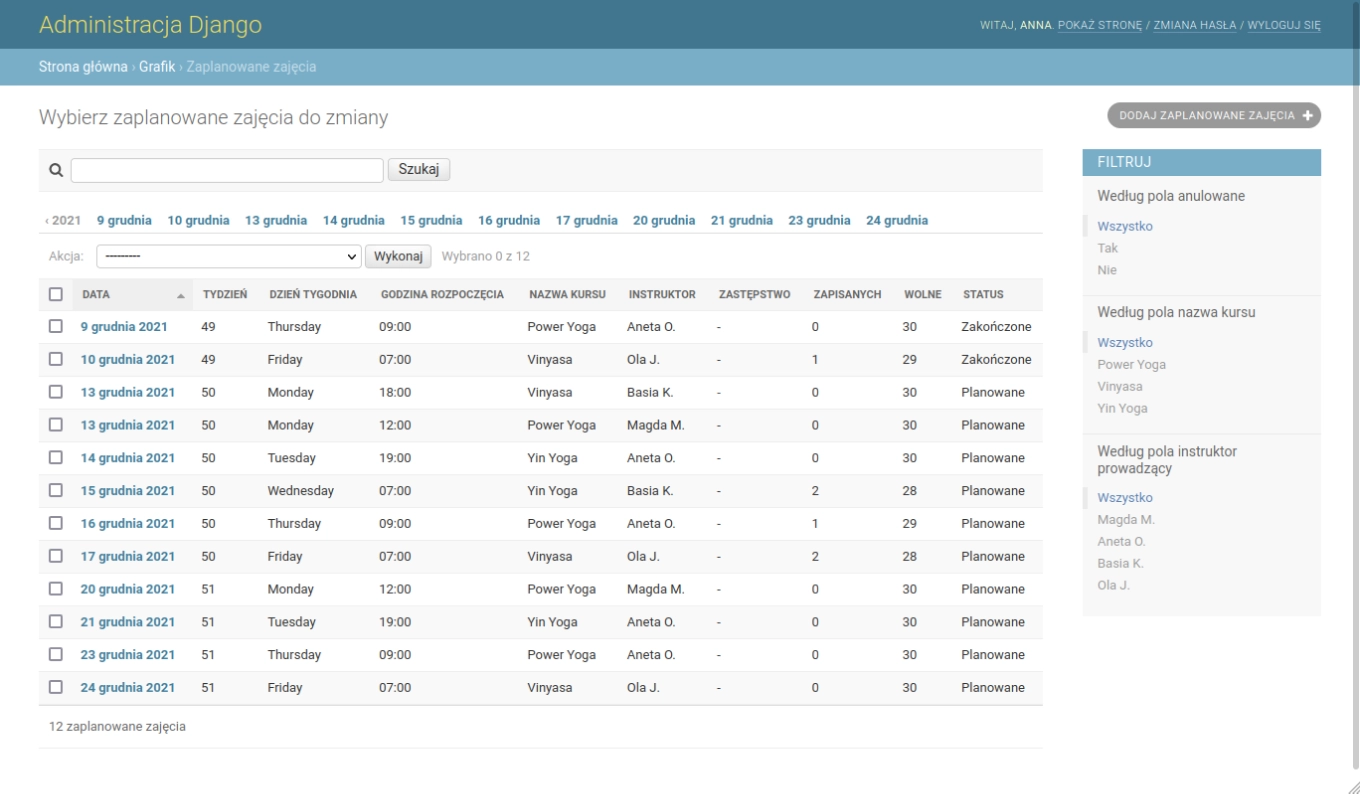 Administracja Django
WITAJ, ANNA. POKAŻ STRONĘ / ZMIANA HASŁA / WYLOGUJ SIĘ
Strona główna › Grafik › Zaplanowane zajęcia
Wybierz zaplanowane zajęcia do zmiany
DODAJ ZAPLANOWANE ZAJĘCIA +
Szukaj
‹ 2021 9 grudnia 10 grudnia 13 grudnia 14 grudnia 15 grudnia 16 grudnia 17 grudnia 20 grudnia 21 grudnia 23 grudnia 24 grudnia
Akcja: --------- Wykonaj Wybrano 0 z 12
DATA TYDZIEŃ DZIEŃ TYGODNIA GODZINA ROZPOCZĘCIA NAZWA KURSU INSTRUKTOR ZASTĘPSTWO ZAPISANYCH WOLNE STATUS
9 grudnia 2021 49 Thursday 09:00 Power Yoga Aneta O. - 0 30 Zakończone
10 grudnia 2021 49 Friday 07:00 Vinyasa Ola J. - 1 29 Zakończone
13 grudnia 2021 50 Monday 18:00 Vinyasa Basia K. - 0 30 Planowane
13 grudnia 2021 50 Monday 12:00 Power Yoga Magda M. - 0 30 Planowane
14 grudnia 2021 50 Tuesday 19:00 Yin Yoga Aneta O. - 0 30 Planowane
15 grudnia 2021 50 Wednesday 07:00 Yin Yoga Basia K. - 2 28 Planowane
16 grudnia 2021 50 Thursday 09:00 Power Yoga Aneta O. - 1 29 Planowane
17 grudnia 2021 50 Friday 07:00 Vinyasa Ola J. - 2 28 Planowane
20 grudnia 2021 51 Monday 12:00 Power Yoga Magda M. - 0 30 Planowane
21 grudnia 2021 51 Tuesday 19:00 Yin Yoga Aneta O. - 0 30 Planowane
23 grudnia 2021 51 Thursday 09:00 Power Yoga Aneta O. - 0 30 Planowane
24 grudnia 2021 51 Friday 07:00 Vinyasa Ola J. - 0 30 Planowane
12 zaplanowane zajęcia
FILTRUJ
Według pola anulowane
Wszystko
Tak
Nie
Według pola nazwa kursu
Wszystko
Power Yoga
Vinyasa
Yin Yoga
Według pola instruktor
prowadzący
Wszystko
Magda M.
Aneta O.
Basia K.
Ola J.